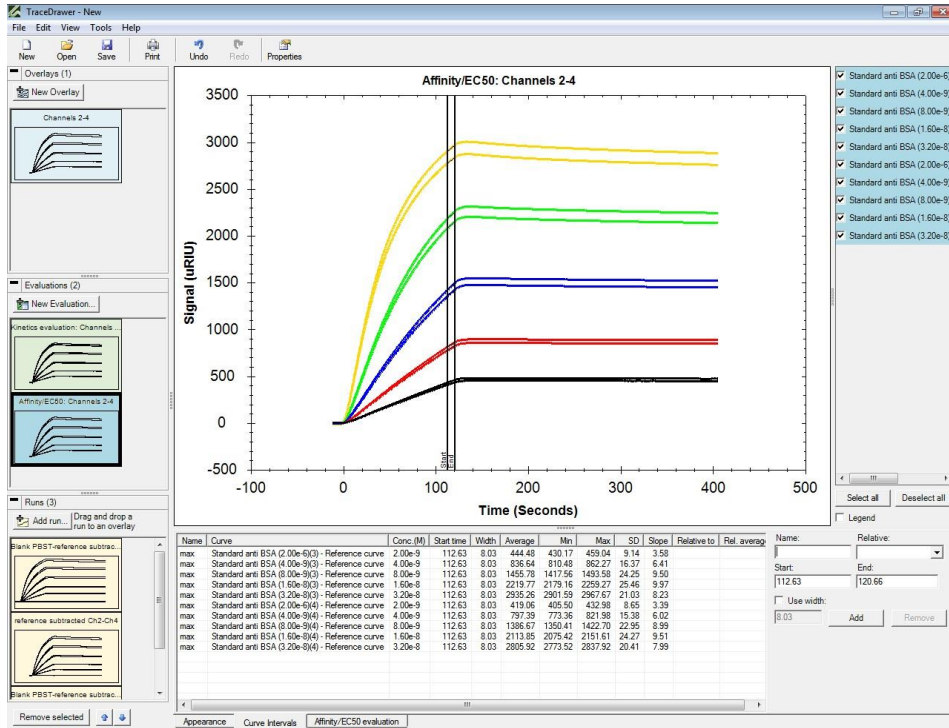 TraceDrawer - New
File Edit View Tools Help
New Open Save Print Undo Redo Properties
Overlays (1)
New Overlay
Channels 2-4
Evaluations (2)
New Evaluation...
Kinetics evaluation: Channels ...
Affinity/EC50: Channels 2-4
Runs (3)
Add run... Drag and drop a
run to an overlay
Blank PBST-reference subtrac...
reference subtracted Ch2-Ch4
Blank PBST-reference subtrac...
Remove selected
Affinity/EC50: Channels 2-4
Signal (uRIU)
3500
3000
2500
2000
1500
1000
500
0
-500
-100 0 100 200 300 400 500
Time (Seconds)
Start
End
Standard anti BSA (2.00e-6)
Standard anti BSA (4.00e-9)
Standard anti BSA (8.00e-9)
Standard anti BSA (1.60e-8)
Standard anti BSA (3.20e-8)
Standard anti BSA (2.00e-6)
Standard anti BSA (4.00e-9)
Standard anti BSA (8.00e-9)
Standard anti BSA (1.60e-8)
Standard anti BSA (3.20e-8)
Select all Deselect all
Legend
Name Curve Conc.(M) Start time Width Average Min Max SD Slope Relative to Rel. average
max Standard anti BSA (2.00e-6)(3) - Reference curve 2.00e-9 112.63 8.03 444.48 430.17 459.04 9.14 3.58
max Standard anti BSA (4.00e-9)(3) - Reference curve 4.00e-9 112.63 8.03 836.64 810.48 862.27 16.37 6.41
max Standard anti BSA (8.00e-9)(3) - Reference curve 8.00e-9 112.63 8.03 1455.78 1417.56 1493.58 24.25 9.50
max Standard anti BSA (1.60e-8)(3) - Reference curve 1.60e-8 112.63 8.03 2219.77 2179.16 2259.27 25.46 9.97
max Standard anti BSA (3.20e-8)(3) - Reference curve 3.20e-8 112.63 8.03 2935.26 2901.59 2967.67 21.03 8.23
max Standard anti BSA (2.00e-6)(4) - Reference curve 2.00e-9 112.63 8.03 419.06 405.50 432.98 8.65 3.39
max Standard anti BSA (4.00e-9)(4) - Reference curve 4.00e-9 112.63 8.03 797.39 773.36 821.98 15.38 6.02
max Standard anti BSA (8.00e-9)(4) - Reference curve 8.00e-9 112.63 8.03 1386.67 1350.41 1422.70 22.95 8.99
max Standard anti BSA (1.60e-8)(4) - Reference curve 1.60e-8 112.63 8.03 2113.85 2075.42 2151.61 24.27 9.51
max Standard anti BSA (3.20e-8)(4) - Reference curve 3.20e-8 112.63 8.03 2805.92 2773.52 2837.92 20.41 7.99
Name: Relative:
Start: End:
112.63 120.66
Use width:
8.03 Add Remove
Appearance Curve Intervals Affinity/EC50 evaluation